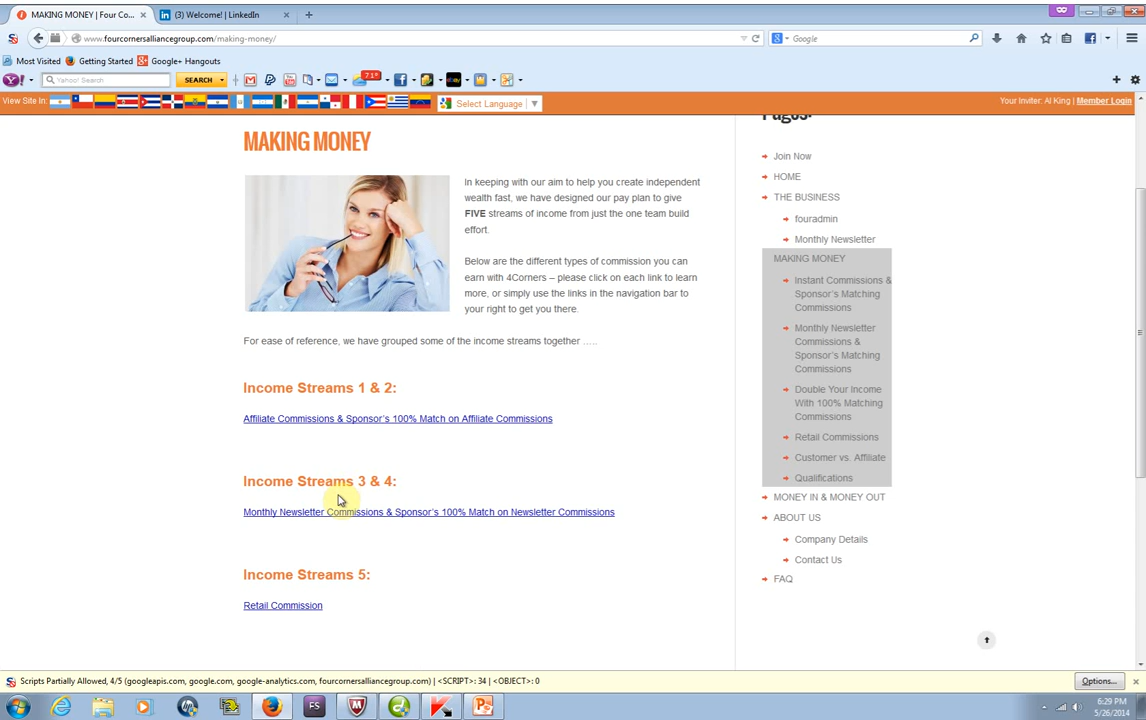 MAKING MONEY | Four Co...
(3) Welcome! | LinkedIn
www.fourcornersalliancegroup.com/making-money/
Google
Most Visited
Getting Started
Google+ Hangouts
Yahoo! Search
SEARCH
71°
View Site In:
Select Language
Your Inviter: Al King | Member Login
MAKING MONEY
In keeping with our aim to help you create independent
wealth fast, we have designed our pay plan to give
FIVE streams of income from just the one team build
effort.
Below are the different types of commission you can
earn with 4Corners – please click on each link to learn
more, or simply use the links in the navigation bar to
your right to get you there.
For ease of reference, we have grouped some of the income streams together …..
Income Streams 1 & 2:
Affiliate Commissions & Sponsor's 100% Match on Affiliate Commissions
Income Streams 3 & 4:
Monthly Newsletter Commissions & Sponsor's 100% Match on Newsletter Commissions
Income Streams 5:
Retail Commission
Pages:
Join Now
HOME
THE BUSINESS
fouradmin
Monthly Newsletter
MAKING MONEY
Instant Commissions &
Sponsor's Matching
Commissions
Monthly Newsletter
Commissions &
Sponsor's Matching
Commissions
Double Your Income
With 100% Matching
Commissions
Retail Commissions
Customer vs. Affiliate
Qualifications
MONEY IN & MONEY OUT
ABOUT US
Company Details
Contact Us
FAQ
Scripts Partially Allowed, 4/5 (googleapis.com, google.com, google-analytics.com, fourcornersalliancegroup.com) | <SCRIPT>: 34 | <OBJECT>: 0
Options...
FS
6:29 PM
5/26/2014